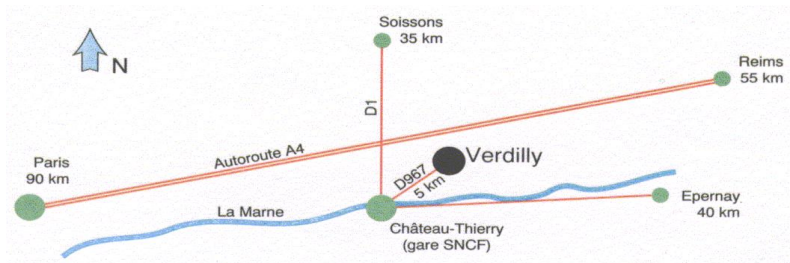 Soissons
35 km
N
Reims
55 km
D1
Autoroute A4
Paris
90 km
Verdilly
D967
5 km
La Marne
Epernay
40 km
Château-Thierry
(gare SNCF)